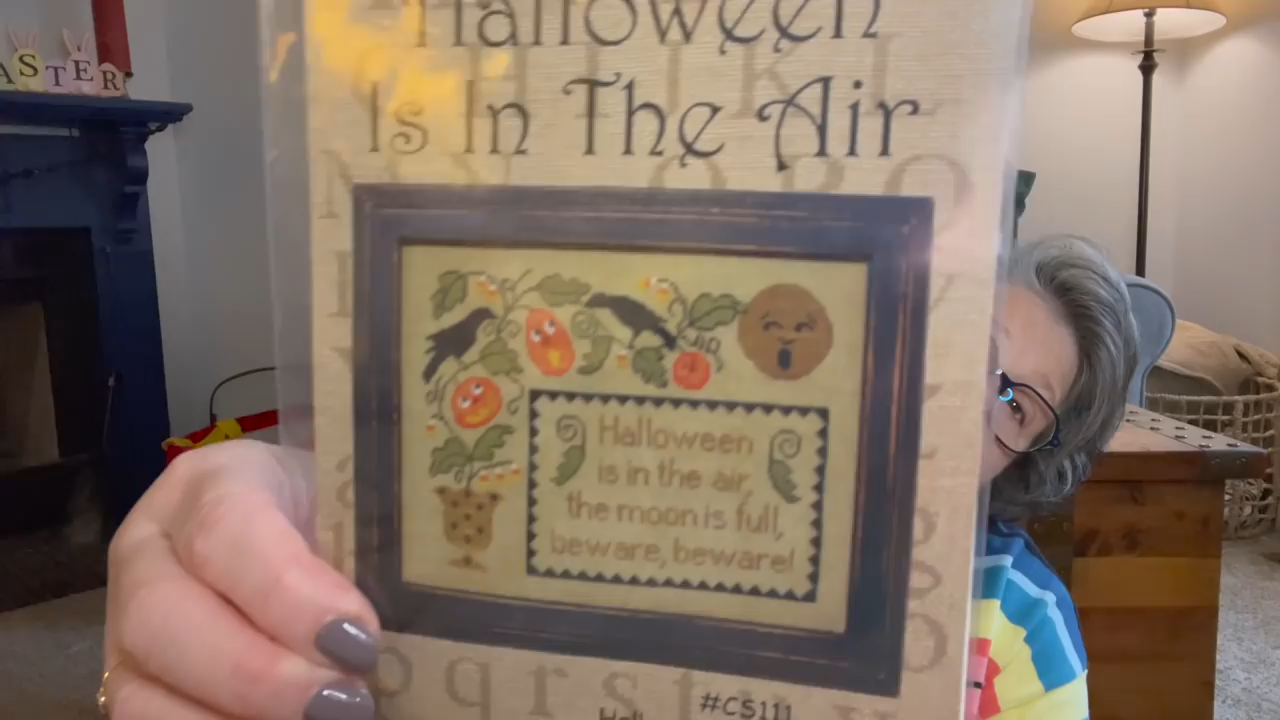 ASTER
Halloween
Is In The Air
Halloween
is in the air,
the moon is full,
beware, beware!
p q r s t
#CS111